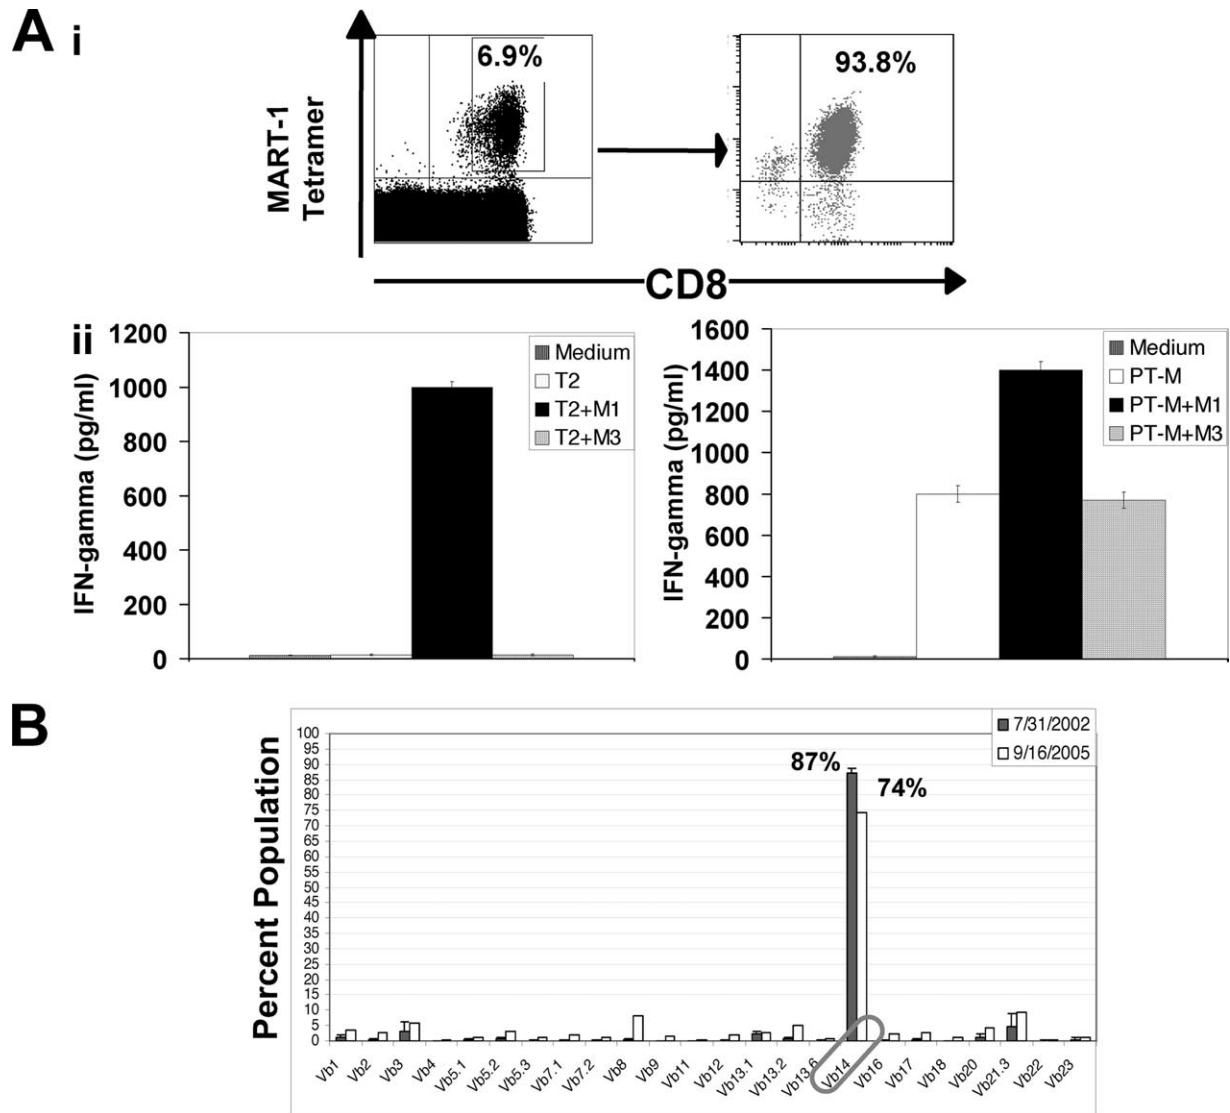 A i
6.9%
93.8%
MART-1
Tetramer
CD8
ii
1200
1000
800
600
400
200
0
IFN-gamma (pg/ml)
Medium
T2
T2+M1
T2+M3
1600
1400
1200
1000
800
600
400
200
0
IFN-gamma (pg/ml)
Medium
PT-M
PT-M+M1
PT-M+M3
B
Percent Population
100
95
90
85
80
75
70
65
60
55
50
45
40
35
30
25
20
15
10
5
0
87%
74%
7/31/2002
9/16/2005
Vb1
Vb2
Vb3
Vb4
Vb5.1
Vb5.2
Vb5.3
Vb7.1
Vb7.2
Vb8
Vb9
Vb11
Vb12
Vb13.1
Vb13.2
Vb13.6
Vb14
Vb16
Vb17
Vb18
Vb20
Vb21.3
Vb22
Vb23